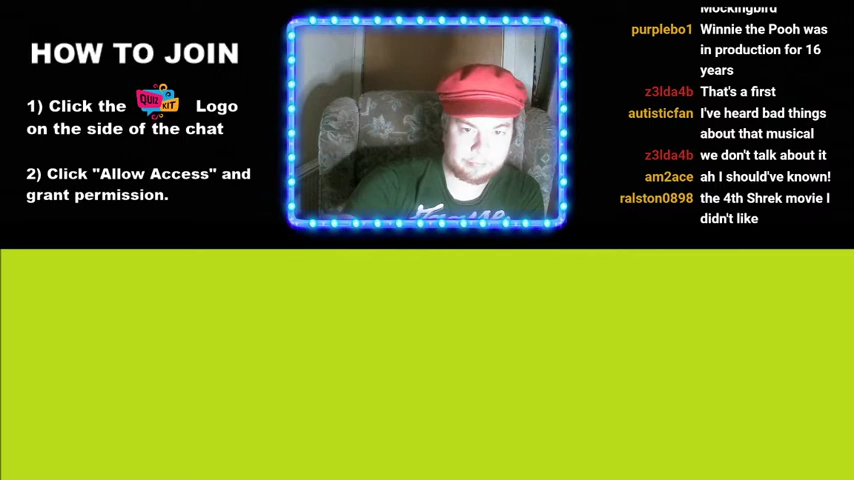 HOW TO JOIN
1) Click the QUIZ KIT Logo
on the side of the chat
2) Click "Allow Access" and
grant permission.
Mockingbird
purplebo1 Winnie the Pooh was
in production for 16
years
z3lda4b That's a first
autisticfan I've heard bad things
about that musical
z3lda4b we don't talk about it
am2ace ah I should've known!
ralston0898 the 4th Shrek movie I
didn't like